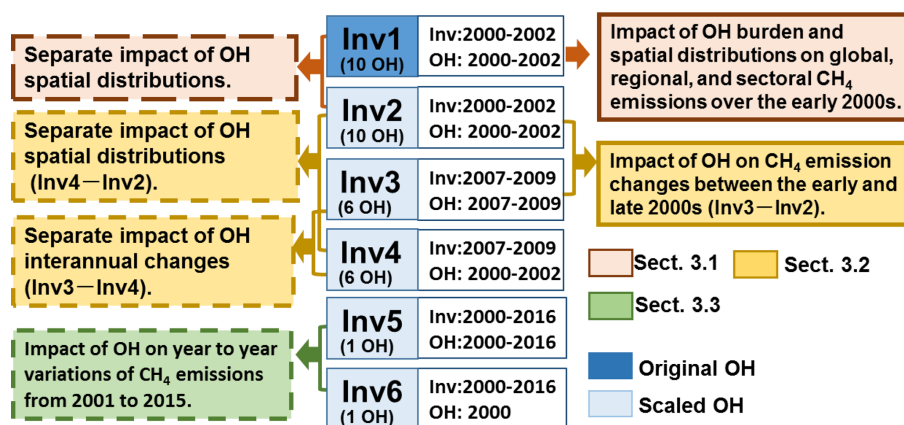 Separate impact of OH
spatial distributions.
Separate impact of OH
spatial distributions
(Inv4－Inv2).
Separate impact of OH
interannual changes
(Inv3－Inv4).
Impact of OH on year to year
variations of CH₄ emissions
from 2001 to 2015.
Inv1
(10 OH)
Inv:2000-2002
OH: 2000-2002
Inv2
(10 OH)
Inv:2000-2002
OH: 2000-2002
Inv3
(6 OH)
Inv:2007-2009
OH: 2007-2009
Inv4
(6 OH)
Inv:2007-2009
OH: 2000-2002
Inv5
(1 OH)
Inv:2000-2016
OH:2000-2016
Inv6
(1 OH)
Inv:2000-2016
OH: 2000
Impact of OH burden and
spatial distributions on global,
regional, and sectoral CH₄
emissions over the early 2000s.
Impact of OH on CH₄ emission
changes between the early and
late 2000s (Inv3－Inv2).
Sect. 3.1
Sect. 3.2
Sect. 3.3
Original OH
Scaled OH